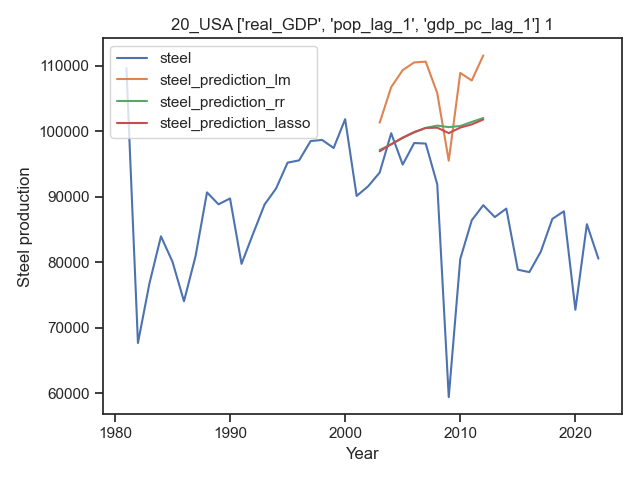 20_USA ['real_GDP', 'pop_lag_1', 'gdp_pc_lag_1'] 1
steel
steel_prediction_lm
steel_prediction_rr
steel_prediction_lasso
110000
100000
90000
80000
70000
60000
Steel production
1980
1990
2000
2010
2020
Year